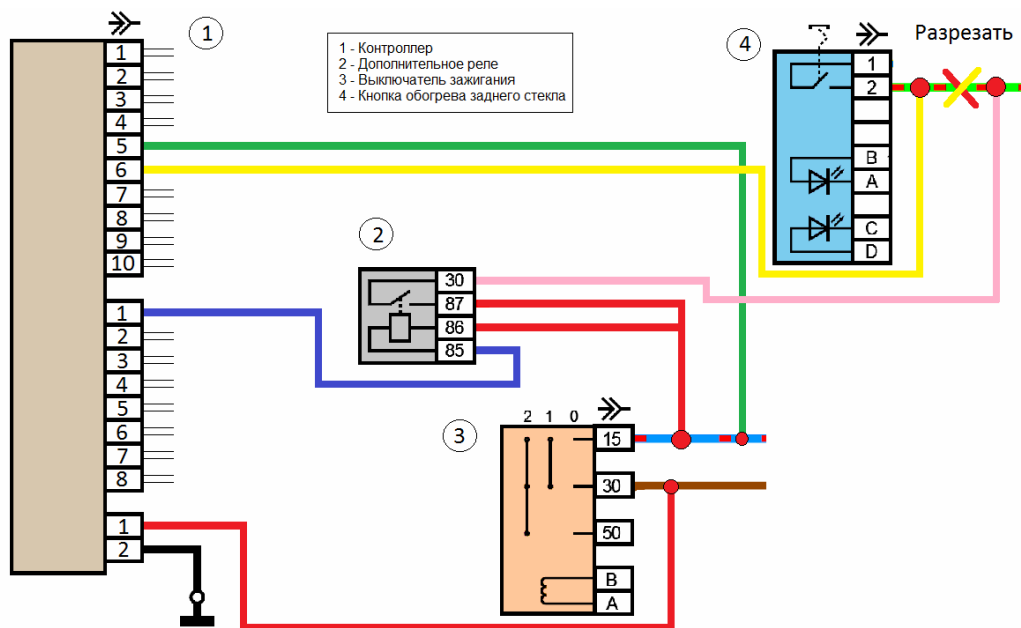 1
1
2
3
4
5
6
7
8
9
10
1
2
3
4
5
6
7
8
1
2
1 - Контроллер
2 - Дополнительное реле
3 - Выключатель зажигания
4 - Кнопка обогрева заднего стекла
4
Разрезать
1
2
B
A
C
D
2
30
87
86
85
3
2 1 0
15
30
50
B
A